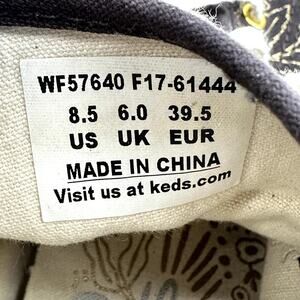 WF57640 F17-61444
8.5 6.0 39.5
US UK EUR
MADE IN CHINA
Visit us at keds.com